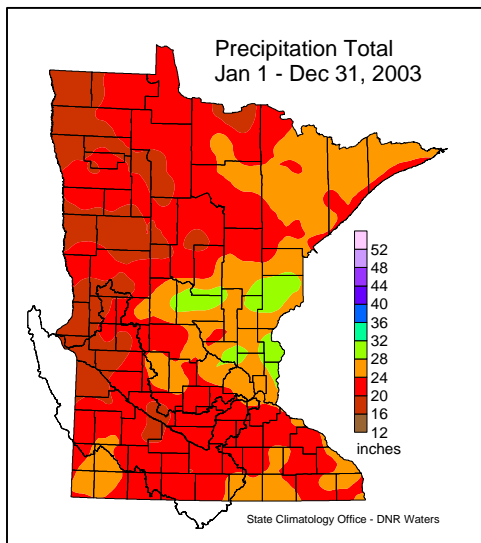 Precipitation Total
Jan 1 - Dec 31, 2003
52
48
44
40
36
32
28
24
20
16
12
inches
State Climatology Office - DNR Waters